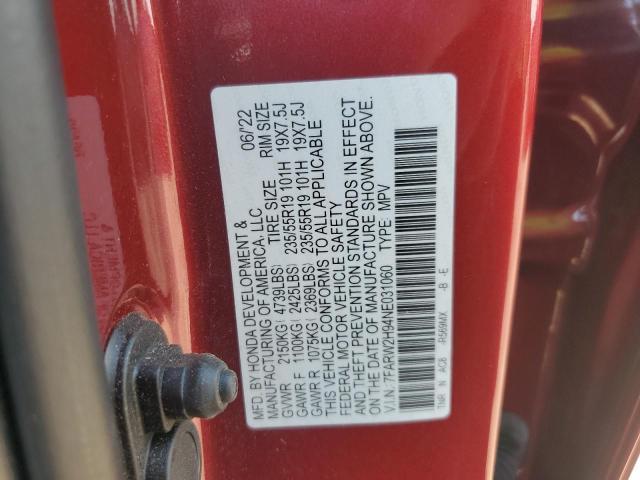 MFD. BY HONDA DEVELOPMENT &
MANUFACTURING OF AMERICA, LLC 06/22
TIRE SIZE RIM SIZE
GVWR 2150KG( 4739LBS)
GAWR F 1100KG( 2425LBS) 235/55R19 101H 19X7.5J
GAWR R 1075KG( 2369LBS) 235/55R19 101H 19X7.5J
THIS VEHICLE CONFORMS TO ALL APPLICABLE
FEDERAL MOTOR VEHICLE SAFETY
AND THEFT PREVENTION STANDARDS IN EFFECT
ON THE DATE OF MANUFACTURE SHOWN ABOVE.
V.I.N.: 7FARW2H94NE031060 TYPE: MPV
TNR N AC8 -R569MX -B -E